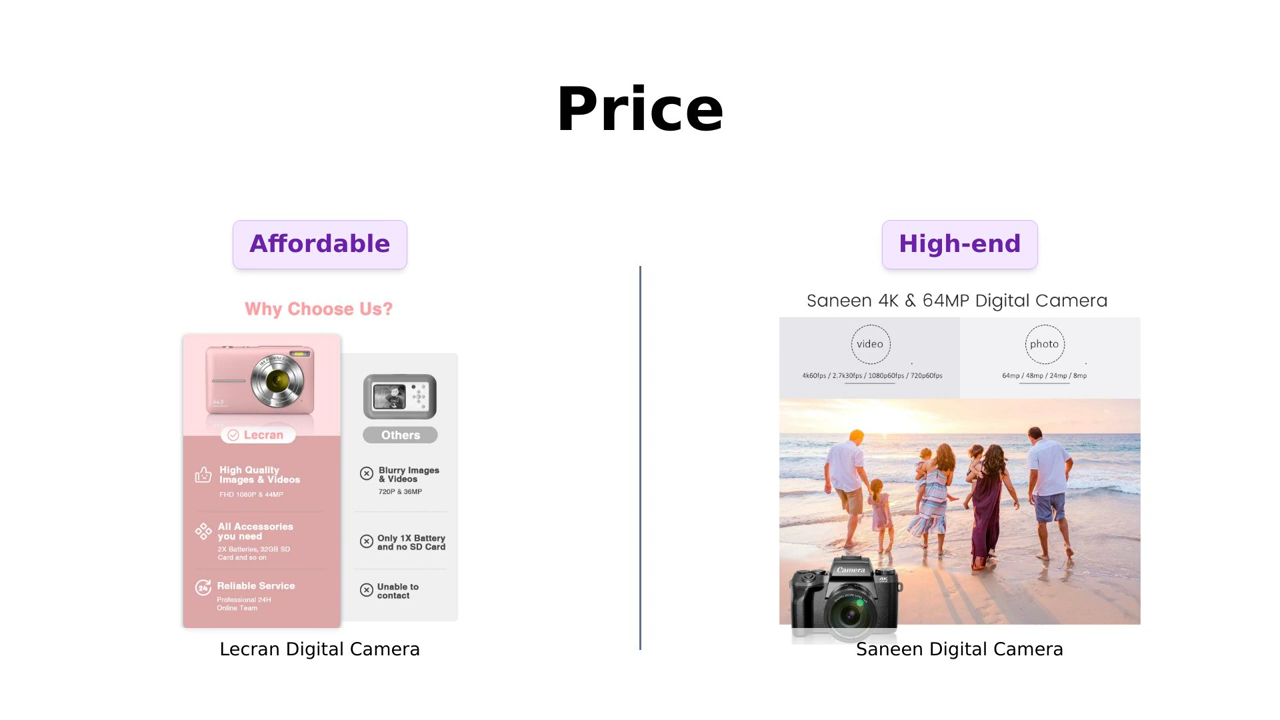 Price
Affordable
Why Choose Us?
Lecran
High Quality
Images & Videos
FHD 1080P & 44MP
All Accessories
you need
2X Batteries, 32GB SD
Card and so on
24
Reliable Service
Professional 24H
Online Team
Others
Blurry Images
& Videos
720P & 36MP
Only 1X Battery
and no SD Card
Unable to
contact
Lecran Digital Camera
High-end
Saneen 4K & 64MP Digital Camera
video
4k60fps / 2.7k30fps / 1080p60fps / 720p60fps
photo
64mp / 48mp / 24mp / 8mp
Camera
4K
Saneen Digital Camera